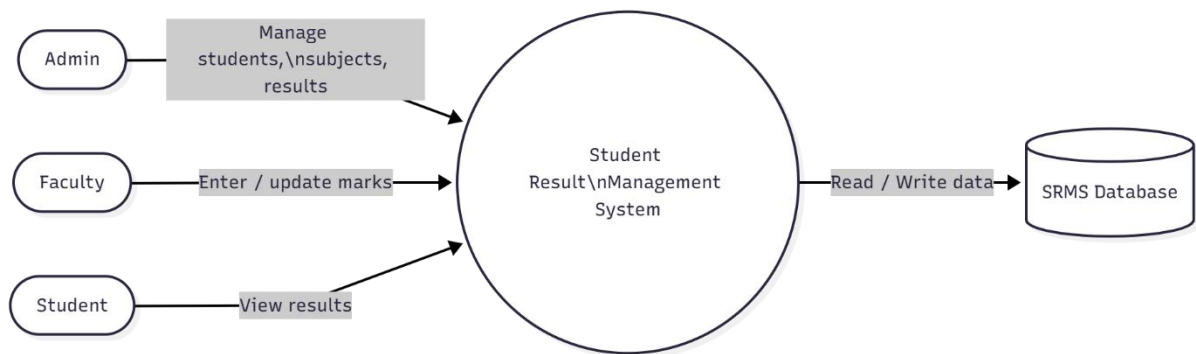 Admin
Manage
students,\nsubjects,
results
Faculty
Enter / update marks
Student
View results
Student
Result\nManagement
System
Read / Write data
SRMS Database